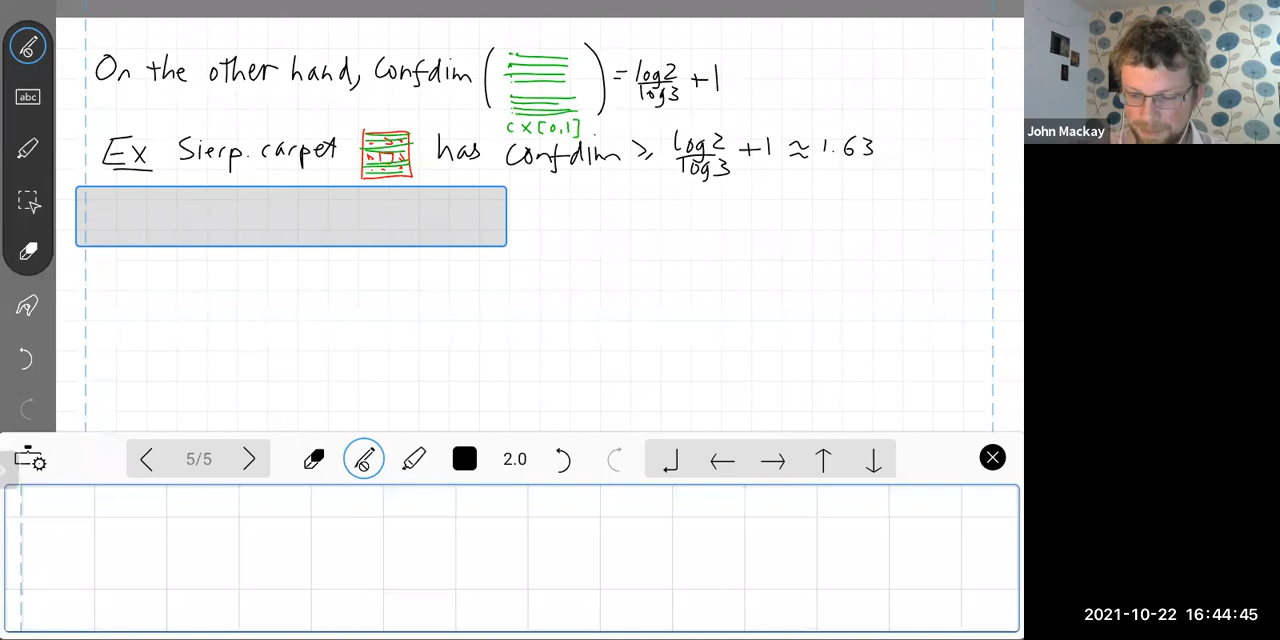 On the other hand, Confdim ( ) = log2/log3 + 1
C × [0,1]
Ex Sierp. carpet has Confdim ≥ log2/log3 + 1 ≈ 1.63
abc
5/5
2.0
John Mackay
2021-10-22 16:44:45